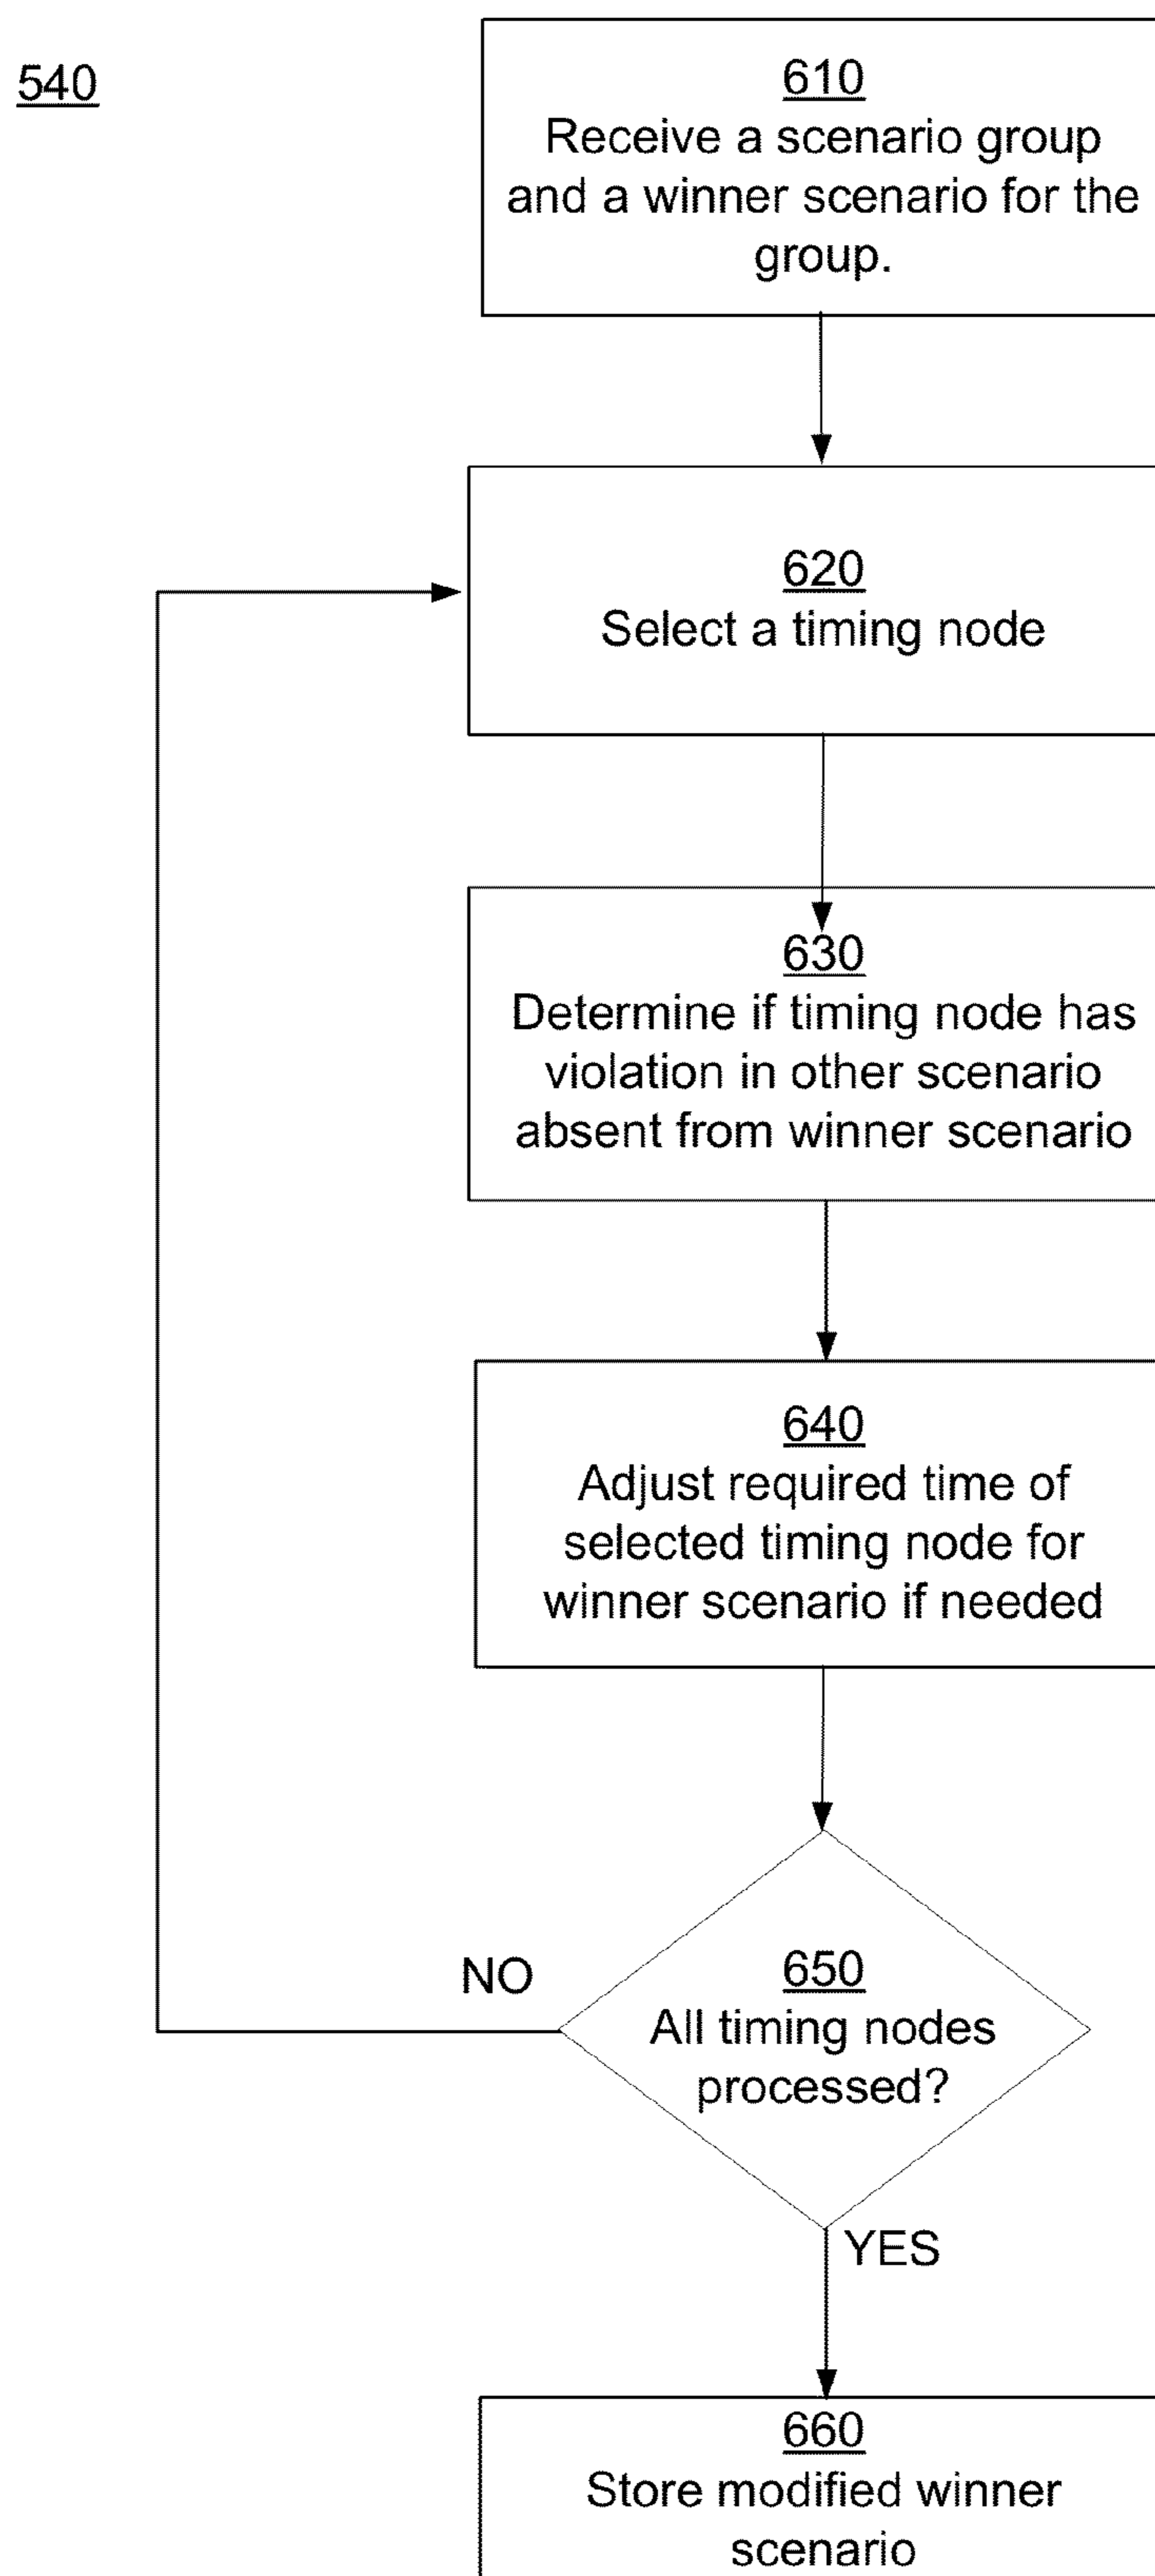 540
610
Receive a scenario group
and a winner scenario for the
group.
620
Select a timing node
630
Determine if timing node has
violation in other scenario
absent from winner scenario
640
Adjust required time of
selected timing node for
winner scenario if needed
650
All timing nodes
processed?
NO
YES
660
Store modified winner
scenario